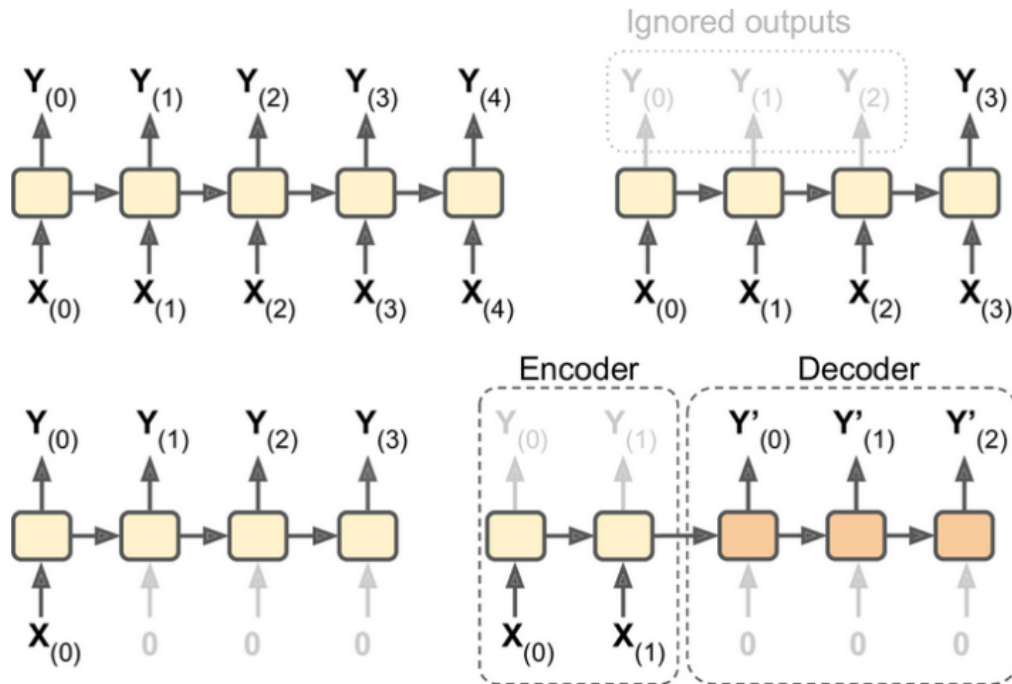 Ignored outputs
Y(0) Y(1) Y(2) Y(3) Y(4)
Y(0) Y(1) Y(2) Y(3)
X(0) X(1) X(2) X(3) X(4)
X(0) X(1) X(2) X(3)
Encoder
Decoder
Y(0) Y(1) Y(2) Y(3)
Y(0) Y(1)
Y’(0) Y’(1) Y’(2)
X(0) 0 0 0
X(0) X(1)
0 0 0